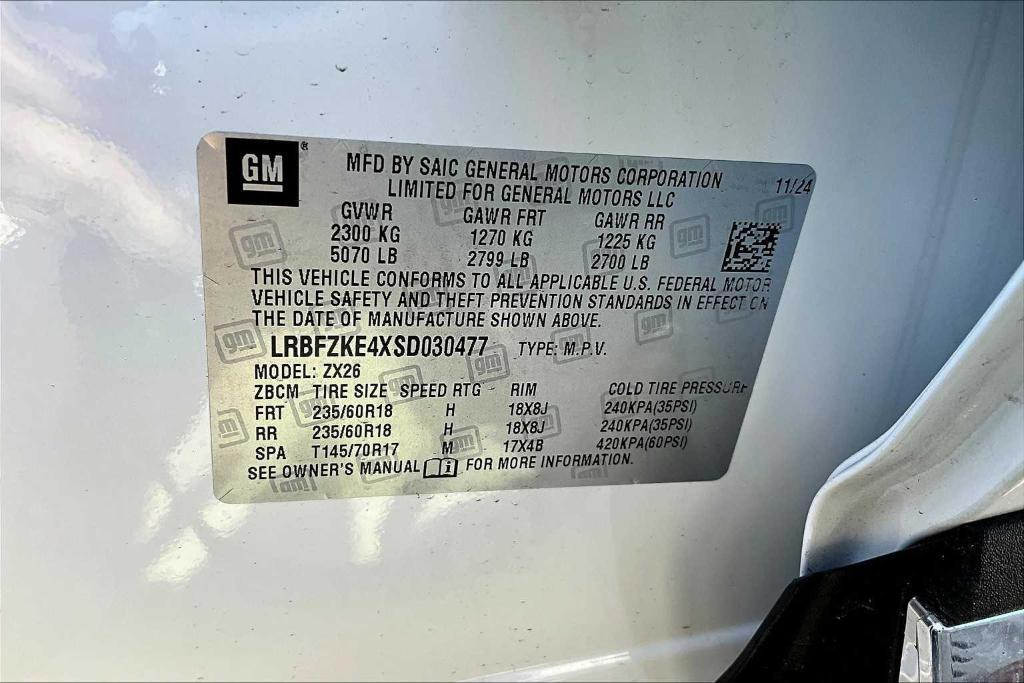 GM ®
MFD BY SAIC GENERAL MOTORS CORPORATION
LIMITED FOR GENERAL MOTORS LLC
11/24
GVWR GAWR FRT GAWR RR
2300 KG 1270 KG 1225 KG
5070 LB 2799 LB 2700 LB
THIS VEHICLE CONFORMS TO ALL APPLICABLE U.S. FEDERAL MOTOR
VEHICLE SAFETY AND THEFT PREVENTION STANDARDS IN EFFECT ON
THE DATE OF MANUFACTURE SHOWN ABOVE.
LRBFZKE4XSD030477 TYPE: M.P.V.
MODEL: ZX26
ZBCM TIRE SIZE SPEED RTG RIM COLD TIRE PRESSURE
FRT 235/60R18 H 18X8J 240KPA(35PSI)
RR 235/60R18 H 18X8J 240KPA(35PSI)
SPA T145/70R17 M 17X4B 420KPA(60PSI)
SEE OWNER'S MANUAL i FOR MORE INFORMATION.